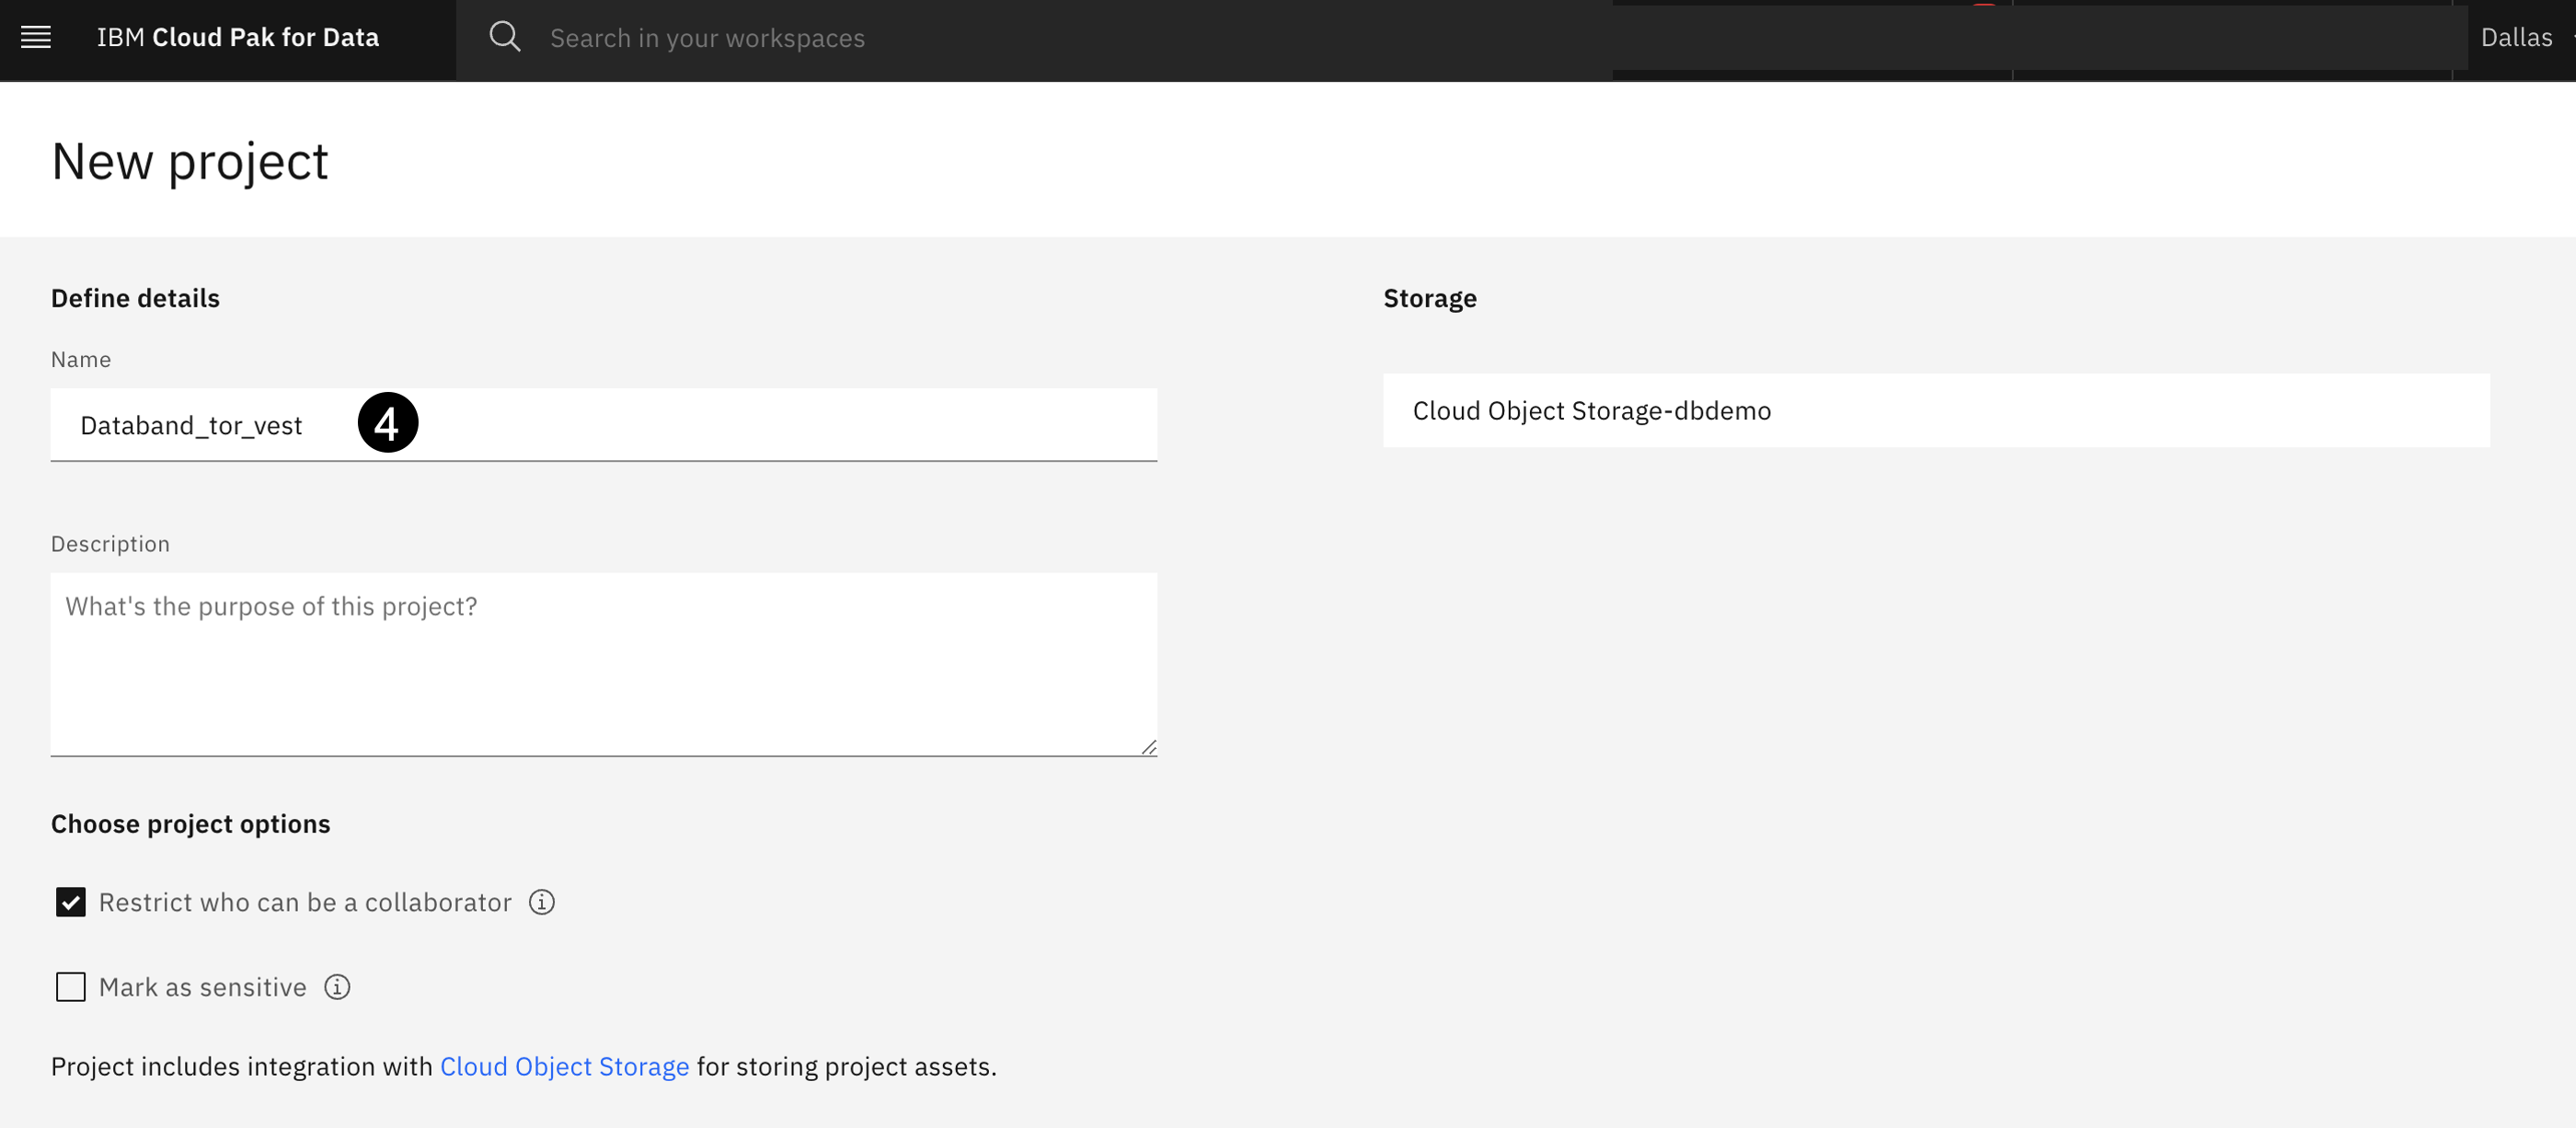 IBM Cloud Pak for Data
Search in your workspaces
Dallas
New project
Define details
Name
Databand_tor_vest
4
Description
What's the purpose of this project?
Choose project options
Restrict who can be a collaborator
Mark as sensitive
Project includes integration with Cloud Object Storage for storing project assets.
Storage
Cloud Object Storage-dbdemo